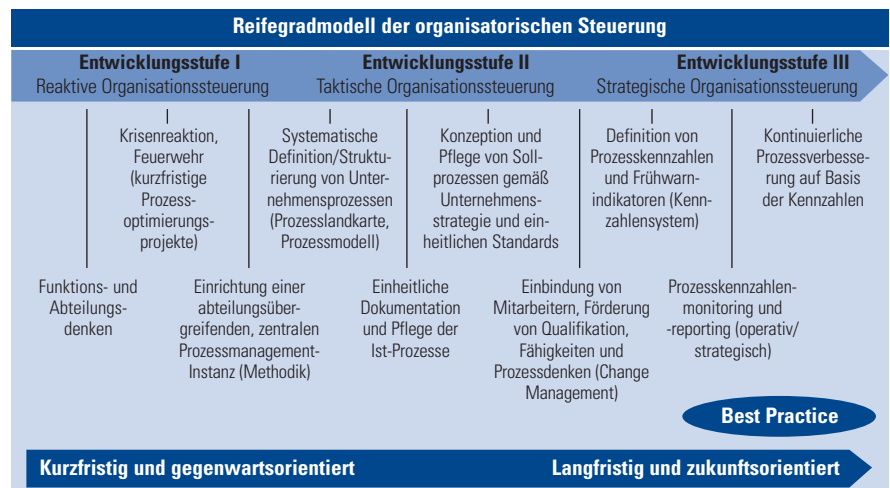 Reifegradmodell der organisatorischen Steuerung
Entwicklungsstufe I
Reaktive Organisationssteuerung
Entwicklungsstufe II
Taktische Organisationssteuerung
Entwicklungsstufe III
Strategische Organisationssteuerung
Krisenreaktion,
Feuerwehr
(kurzfristige
Prozess-
optimierungs-
projekte)
Systematische
Definition/Struktu-
rierung von Unter-
nehmensprozessen
(Prozesslandkarte,
Prozessmodell)
Konzeption und
Pflege von Soll-
prozessen gemäß
Unternehmens-
strategie und ein-
heitlichen Standards
Definition von
Prozesskennzahlen
und Frühwarn-
indikatoren (Kenn-
zahlensystem)
Kontinuierliche
Prozessverbesse-
rung auf Basis
der Kennzahlen
Funktions- und
Abteilungs-
denken
Einrichtung einer
abteilungsüber-
greifenden, zentralen
Prozessmanagement-
Instanz (Methodik)
Einheitliche
Dokumentation
und Pflege der
Ist-Prozesse
Einbindung von
Mitarbeitern, Förderung
von Qualifikation,
Fähigkeiten und
Prozessdenken (Change
Management)
Prozesskennzahlen-
monitoring und
-reporting (operativ/
strategisch)
Best Practice
Kurzfristig und gegenwartsorientiert
Langfristig und zukunftsorientiert